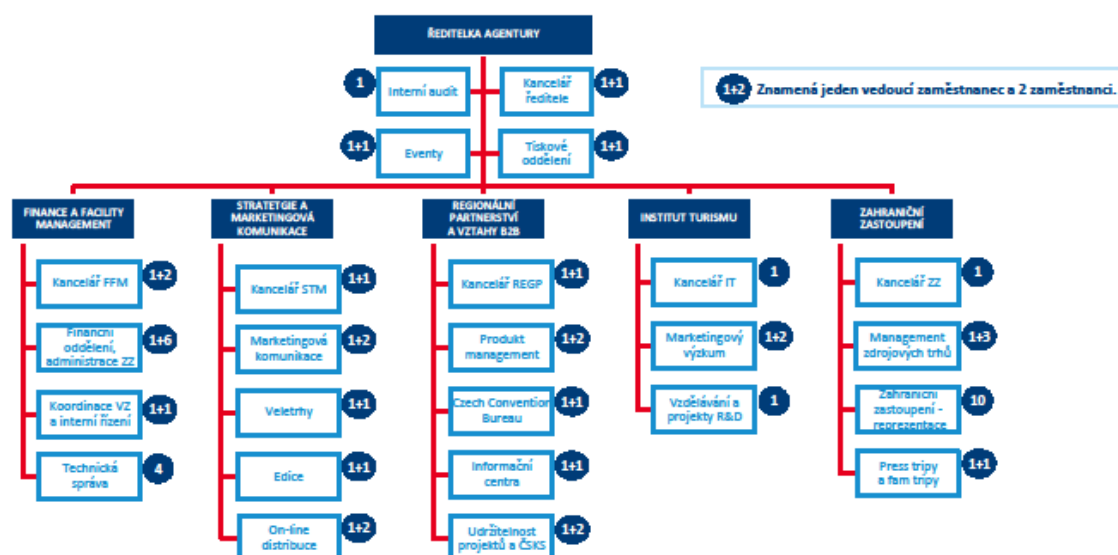 ŘEDITELKA AGENTURY
1
Interní audit
Kancelář
ředitele
1+1
1+2 Znamená jeden vedoucí zaměstnanec a 2 zaměstnanci.
1+1
Eventy
Tiskové
oddělení
1+1
FINANCE A FACILITY
MANAGEMENT
Kancelář FFM
1+2
Finanční
oddělení,
administrace ZZ
1+6
Koordinace VZ
a interní řízení
1+1
Technická
správa
4
STRATETGIE A
MARKETINGOVÁ
KOMUNIKACE
Kancelář STM
1+1
Marketingová
komunikace
1+2
Veletrhy
1+1
Edice
1+1
On-line
distribuce
1+2
REGIONÁLNÍ
PARTNERSTVÍ
A VZTAHY B2B
Kancelář REGP
1+1
Produkt
management
1+2
Czech Convention
Bureau
1+1
Informační
centra
1+1
Udržitelnost
projektů a ČSKS
1+2
INSTITUT TURISMU
Kancelář IT
1
Marketingový
výzkum
1+2
Vzdělávání a
projekty R&D
1
ZAHRANIČNÍ
ZASTOUPENÍ
Kancelář ZZ
1
Management
zdrojových trhů
1+3
Zahraniční
zastoupení -
reprezentace
10
Press tripy
a fam tripy
1+1